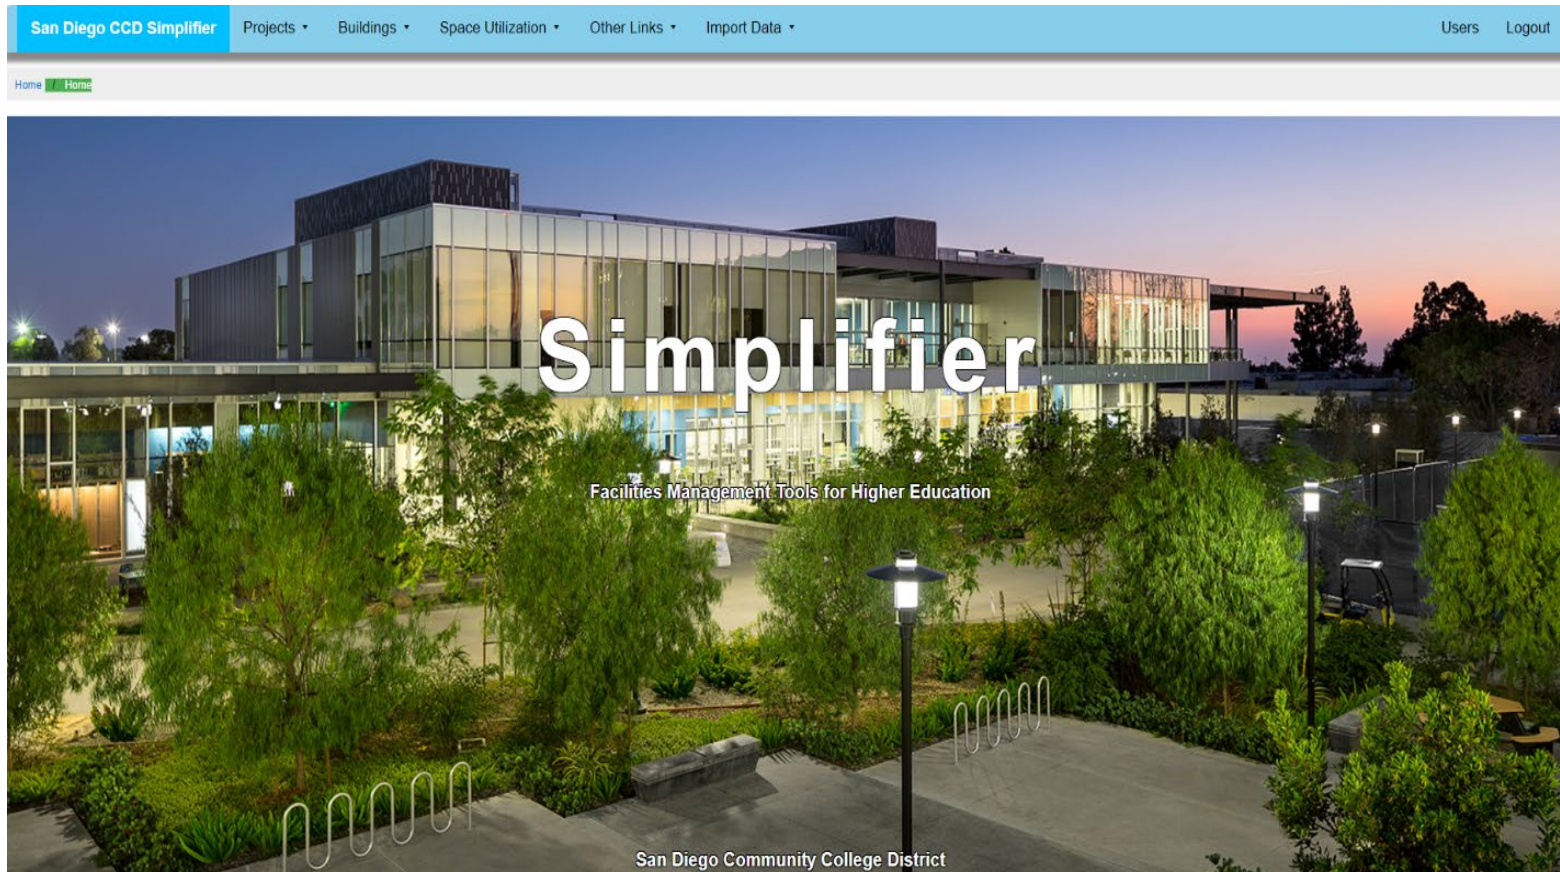 San Diego CCD Simplifier Projects Buildings Space Utilization Other Links Import Data Users Logout
Home / Home
Simplifier
Facilities Management Tools for Higher Education
San Diego Community College District